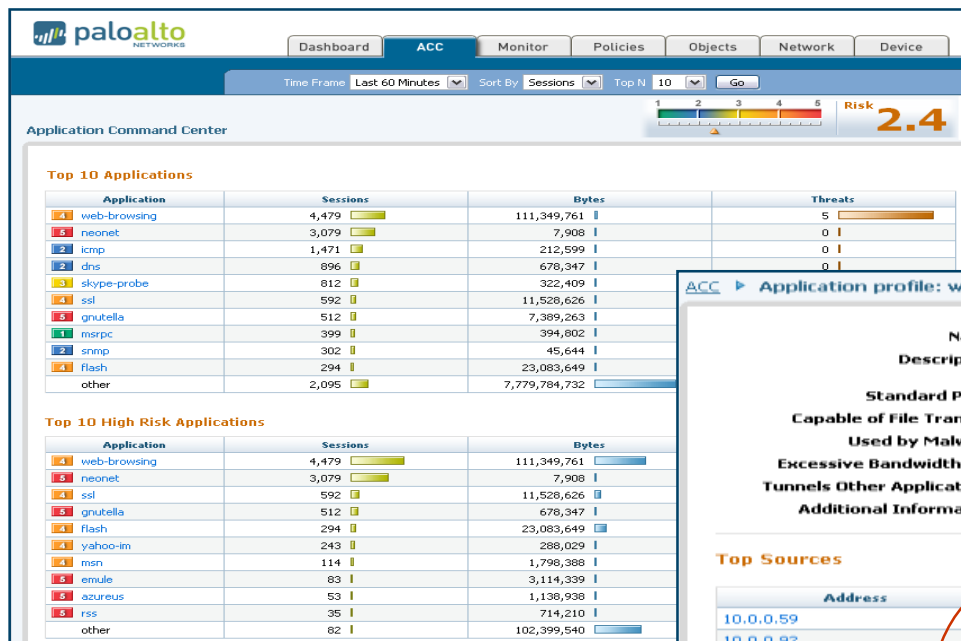 paloalto
NETWORKS
Dashboard ACC Monitor Policies Objects Network Device
Time Frame Last 60 Minutes Sort By Sessions Top N 10 Go
1 2 3 4 5 Risk 2.4
Application Command Center
Top 10 Applications
Application Sessions Bytes Threats
4 web-browsing 4,479 111,349,761 5
5 neonet 3,079 7,908 0
2 icmp 1,471 212,599 0
2 dns 896 678,347 0
3 skype-probe 812 322,409
4 ssl 592 11,528,626
5 gnutella 512 7,389,263
1 msrpc 399 394,802
2 snmp 302 45,644
4 flash 294 23,083,649
other 2,095 7,779,784,732
Top 10 High Risk Applications
Application Sessions Bytes
4 web-browsing 4,479 111,349,761
5 neonet 3,079 7,908
4 ssl 592 11,528,626
5 gnutella 512 678,347
4 flash 294 23,083,649
4 yahoo-im 243 288,029
4 msn 114 1,798,388
5 emule 83 3,114,339
5 azureus 53 1,138,938
5 rss 35 714,210
other 82 102,399,540
ACC Application profile: w
Na
Descrip
Standard P
Capable of File Tran
Used by Malw
Excessive Bandwidth
Tunnels Other Applicat
Additional Informa
Top Sources
Address
10.0.0.59